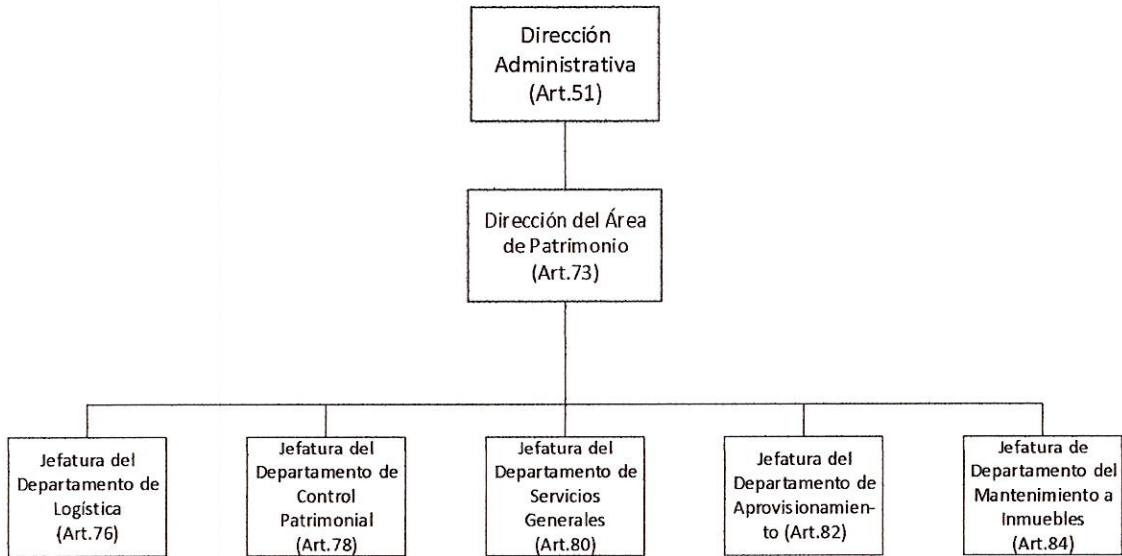 Dirección
Administrativa
(Art.51)
Dirección del Área
de Patrimonio
(Art.73)
Jefatura del
Departamento de
Logística
(Art.76)
Jefatura del
Departamento de
Control
Patrimonial
(Art.78)
Jefatura del
Departamento de
Servicios
Generales
(Art.80)
Jefatura del
Departamento de
Aprovisionamien-
to (Art.82)
Jefatura de
Departamento del
Mantenimiento a
Inmuebles
(Art.84)